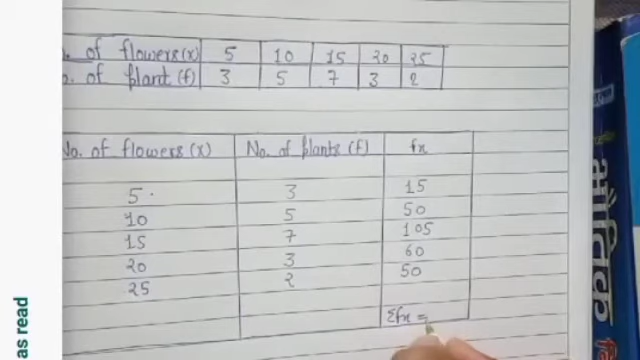 . of flowers(x) 5 10 15 20 25
o. of plant (f) 3 5 7 3 2
No. of flowers (x) No. of plants (f) fx
5 3 15
10 5 50
15 7 105
20 3 60
25 2 50
Σfx =
as read
भौतिक